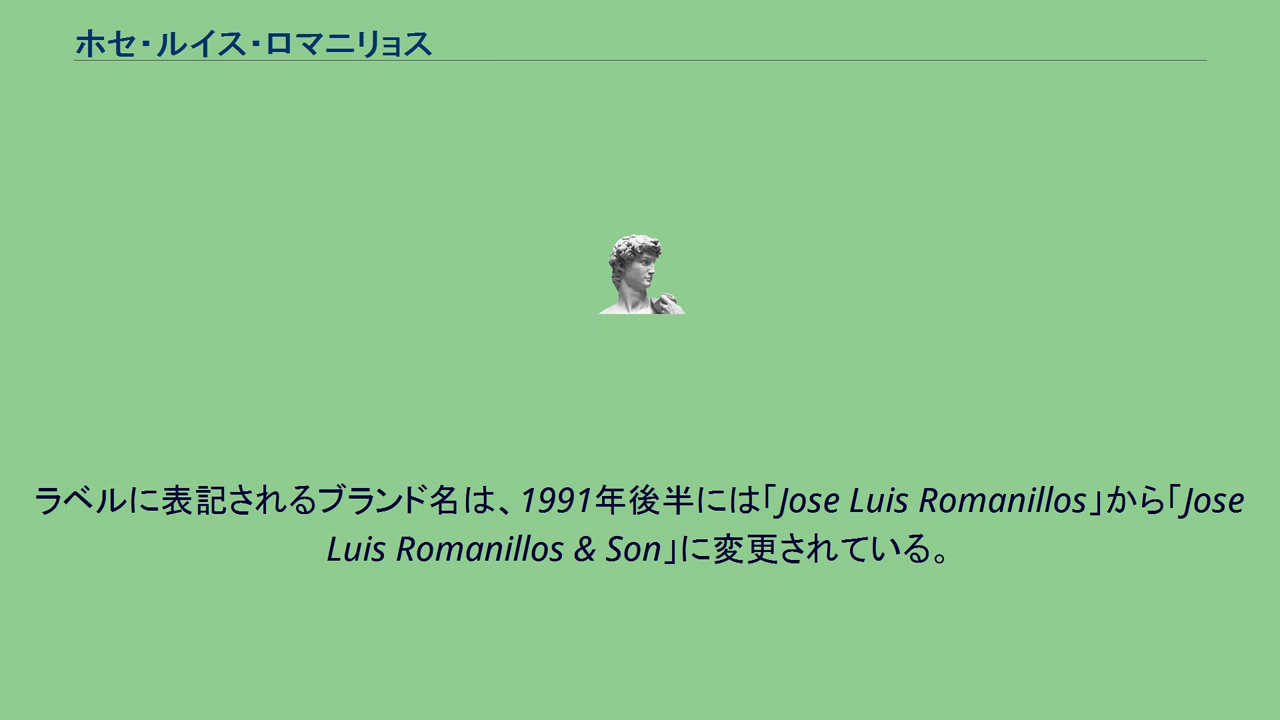 ホセ・ルイス・ロマニリョス
ラベルに表記されるブランド名は、1991年後半には「Jose Luis Romanillos」から「Jose
Luis Romanillos & Son」に変更されている。